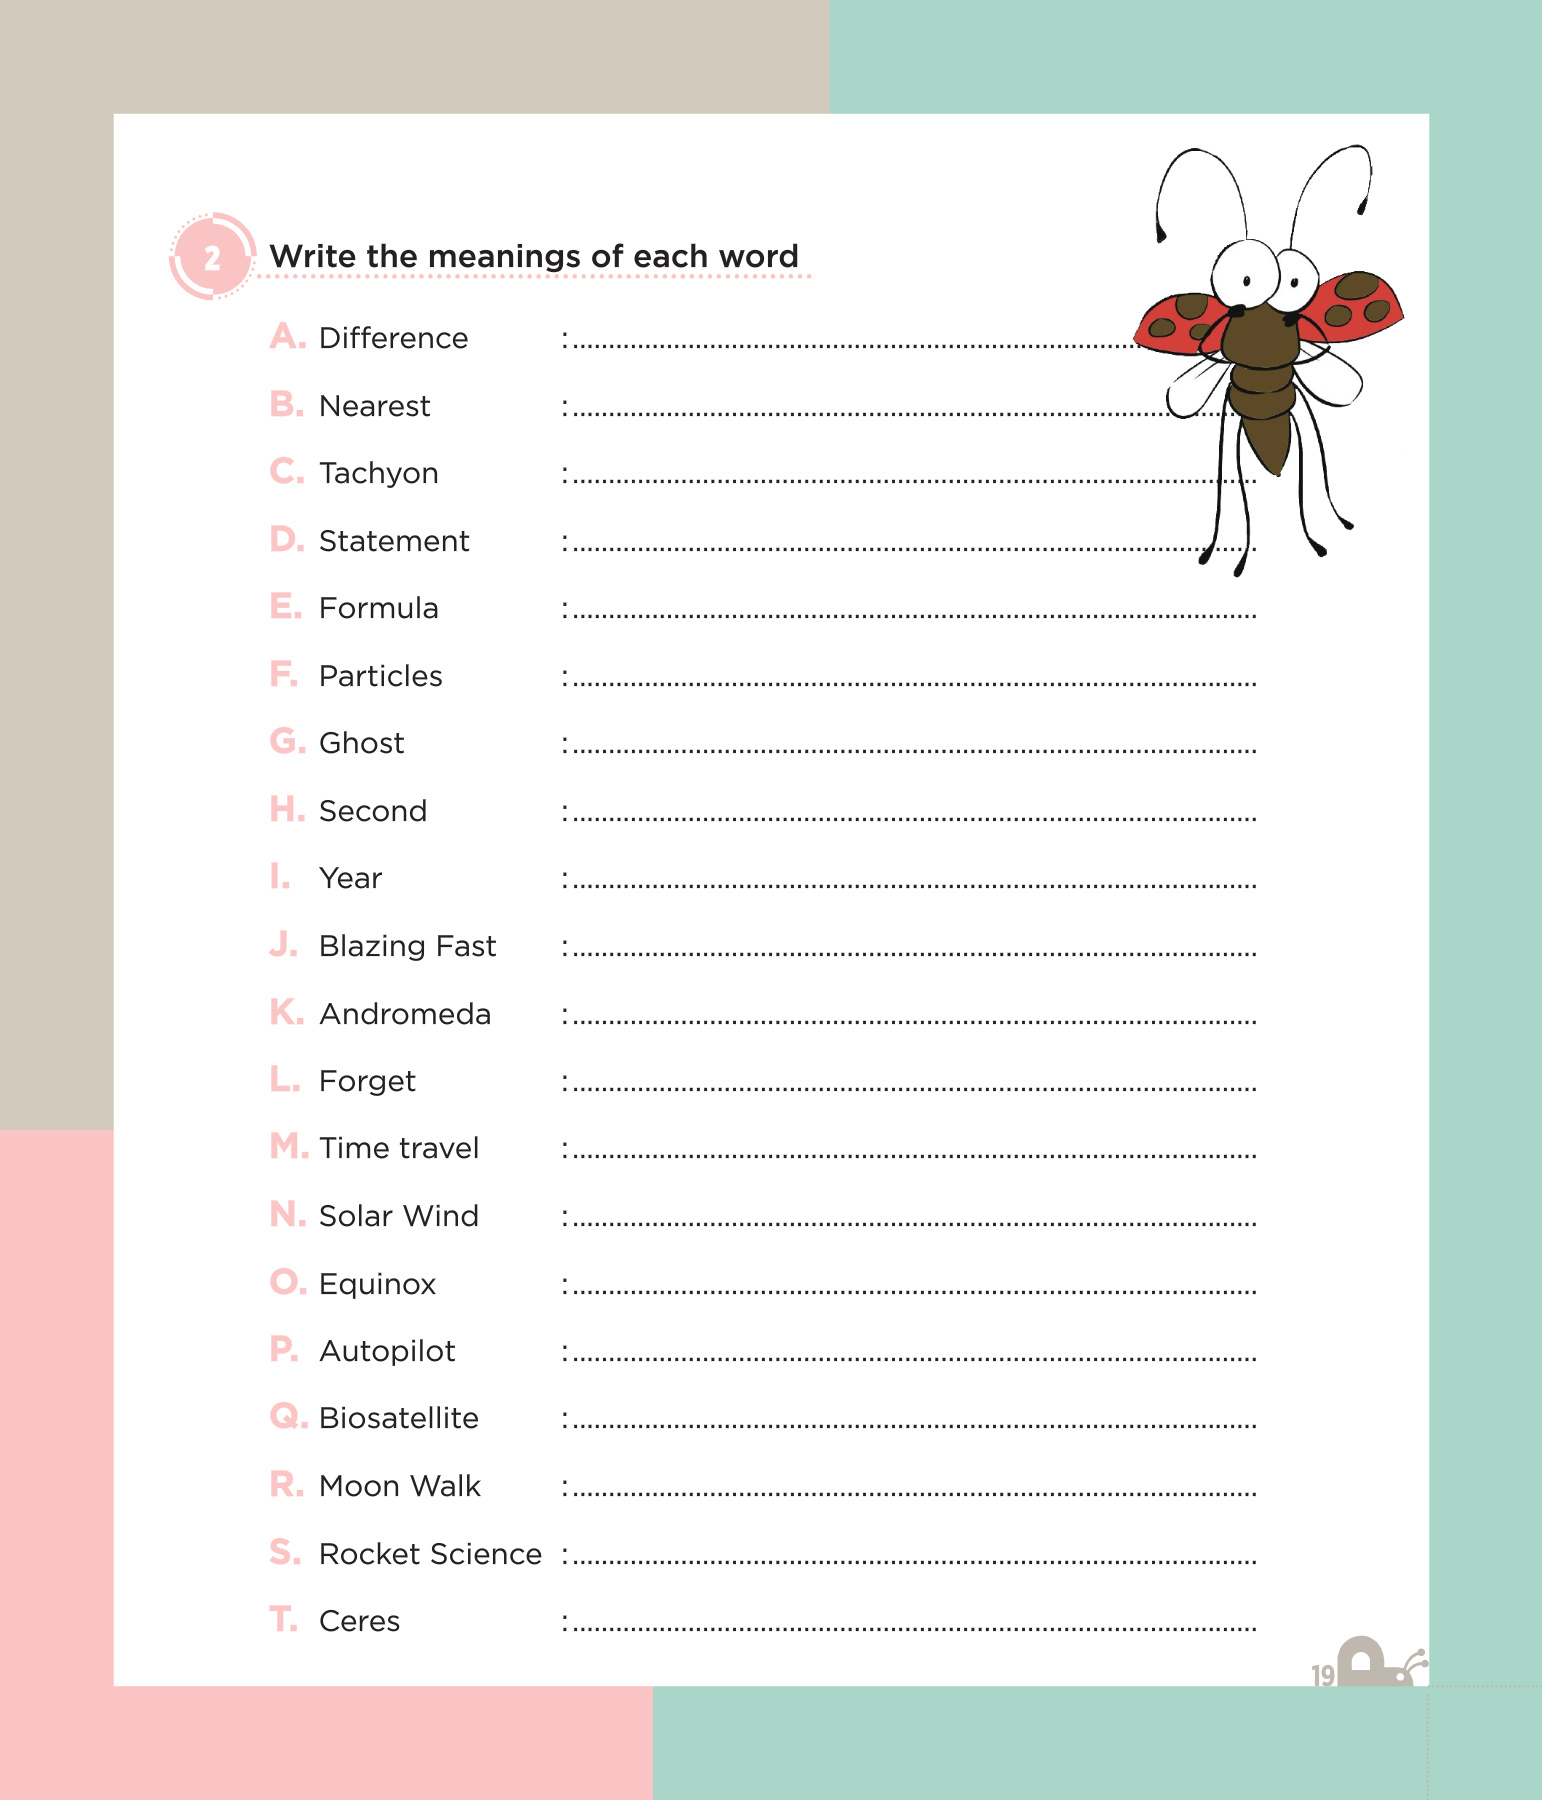 2
Write the meanings of each word
A. Difference : ................................................................
B. Nearest : ................................................................
C. Tachyon : ................................................................
D. Statement : ................................................................
E. Formula : ................................................................
F. Particles : ................................................................
G. Ghost : ................................................................
H. Second : ................................................................
I. Year : ................................................................
J. Blazing Fast : ................................................................
K. Andromeda : ................................................................
L. Forget : ................................................................
M. Time travel : ................................................................
N. Solar Wind : ................................................................
O. Equinox : ................................................................
P. Autopilot : ................................................................
Q. Biosatellite : ................................................................
R. Moon Walk : ................................................................
S. Rocket Science : ................................................................
T. Ceres : ................................................................
19